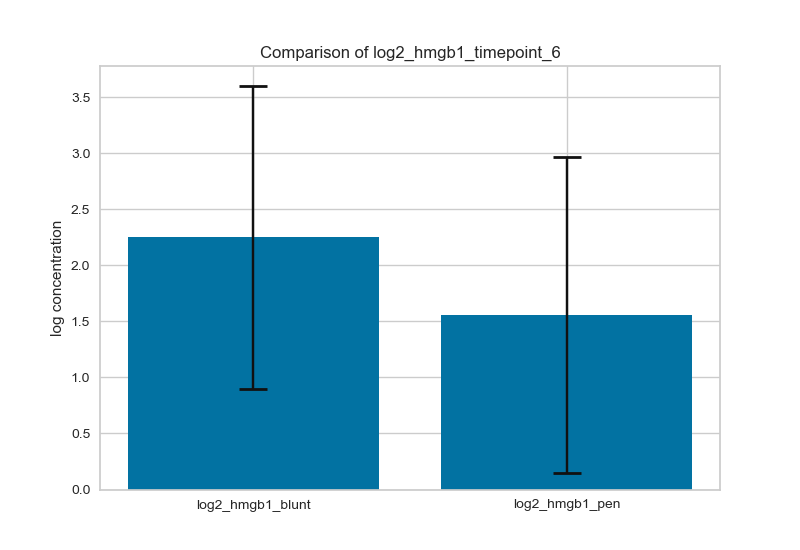 Comparison of log2_hmgb1_timepoint_6
log concentration
3.5
3.0
2.5
2.0
1.5
1.0
0.5
0.0
log2_hmgb1_blunt
log2_hmgb1_pen